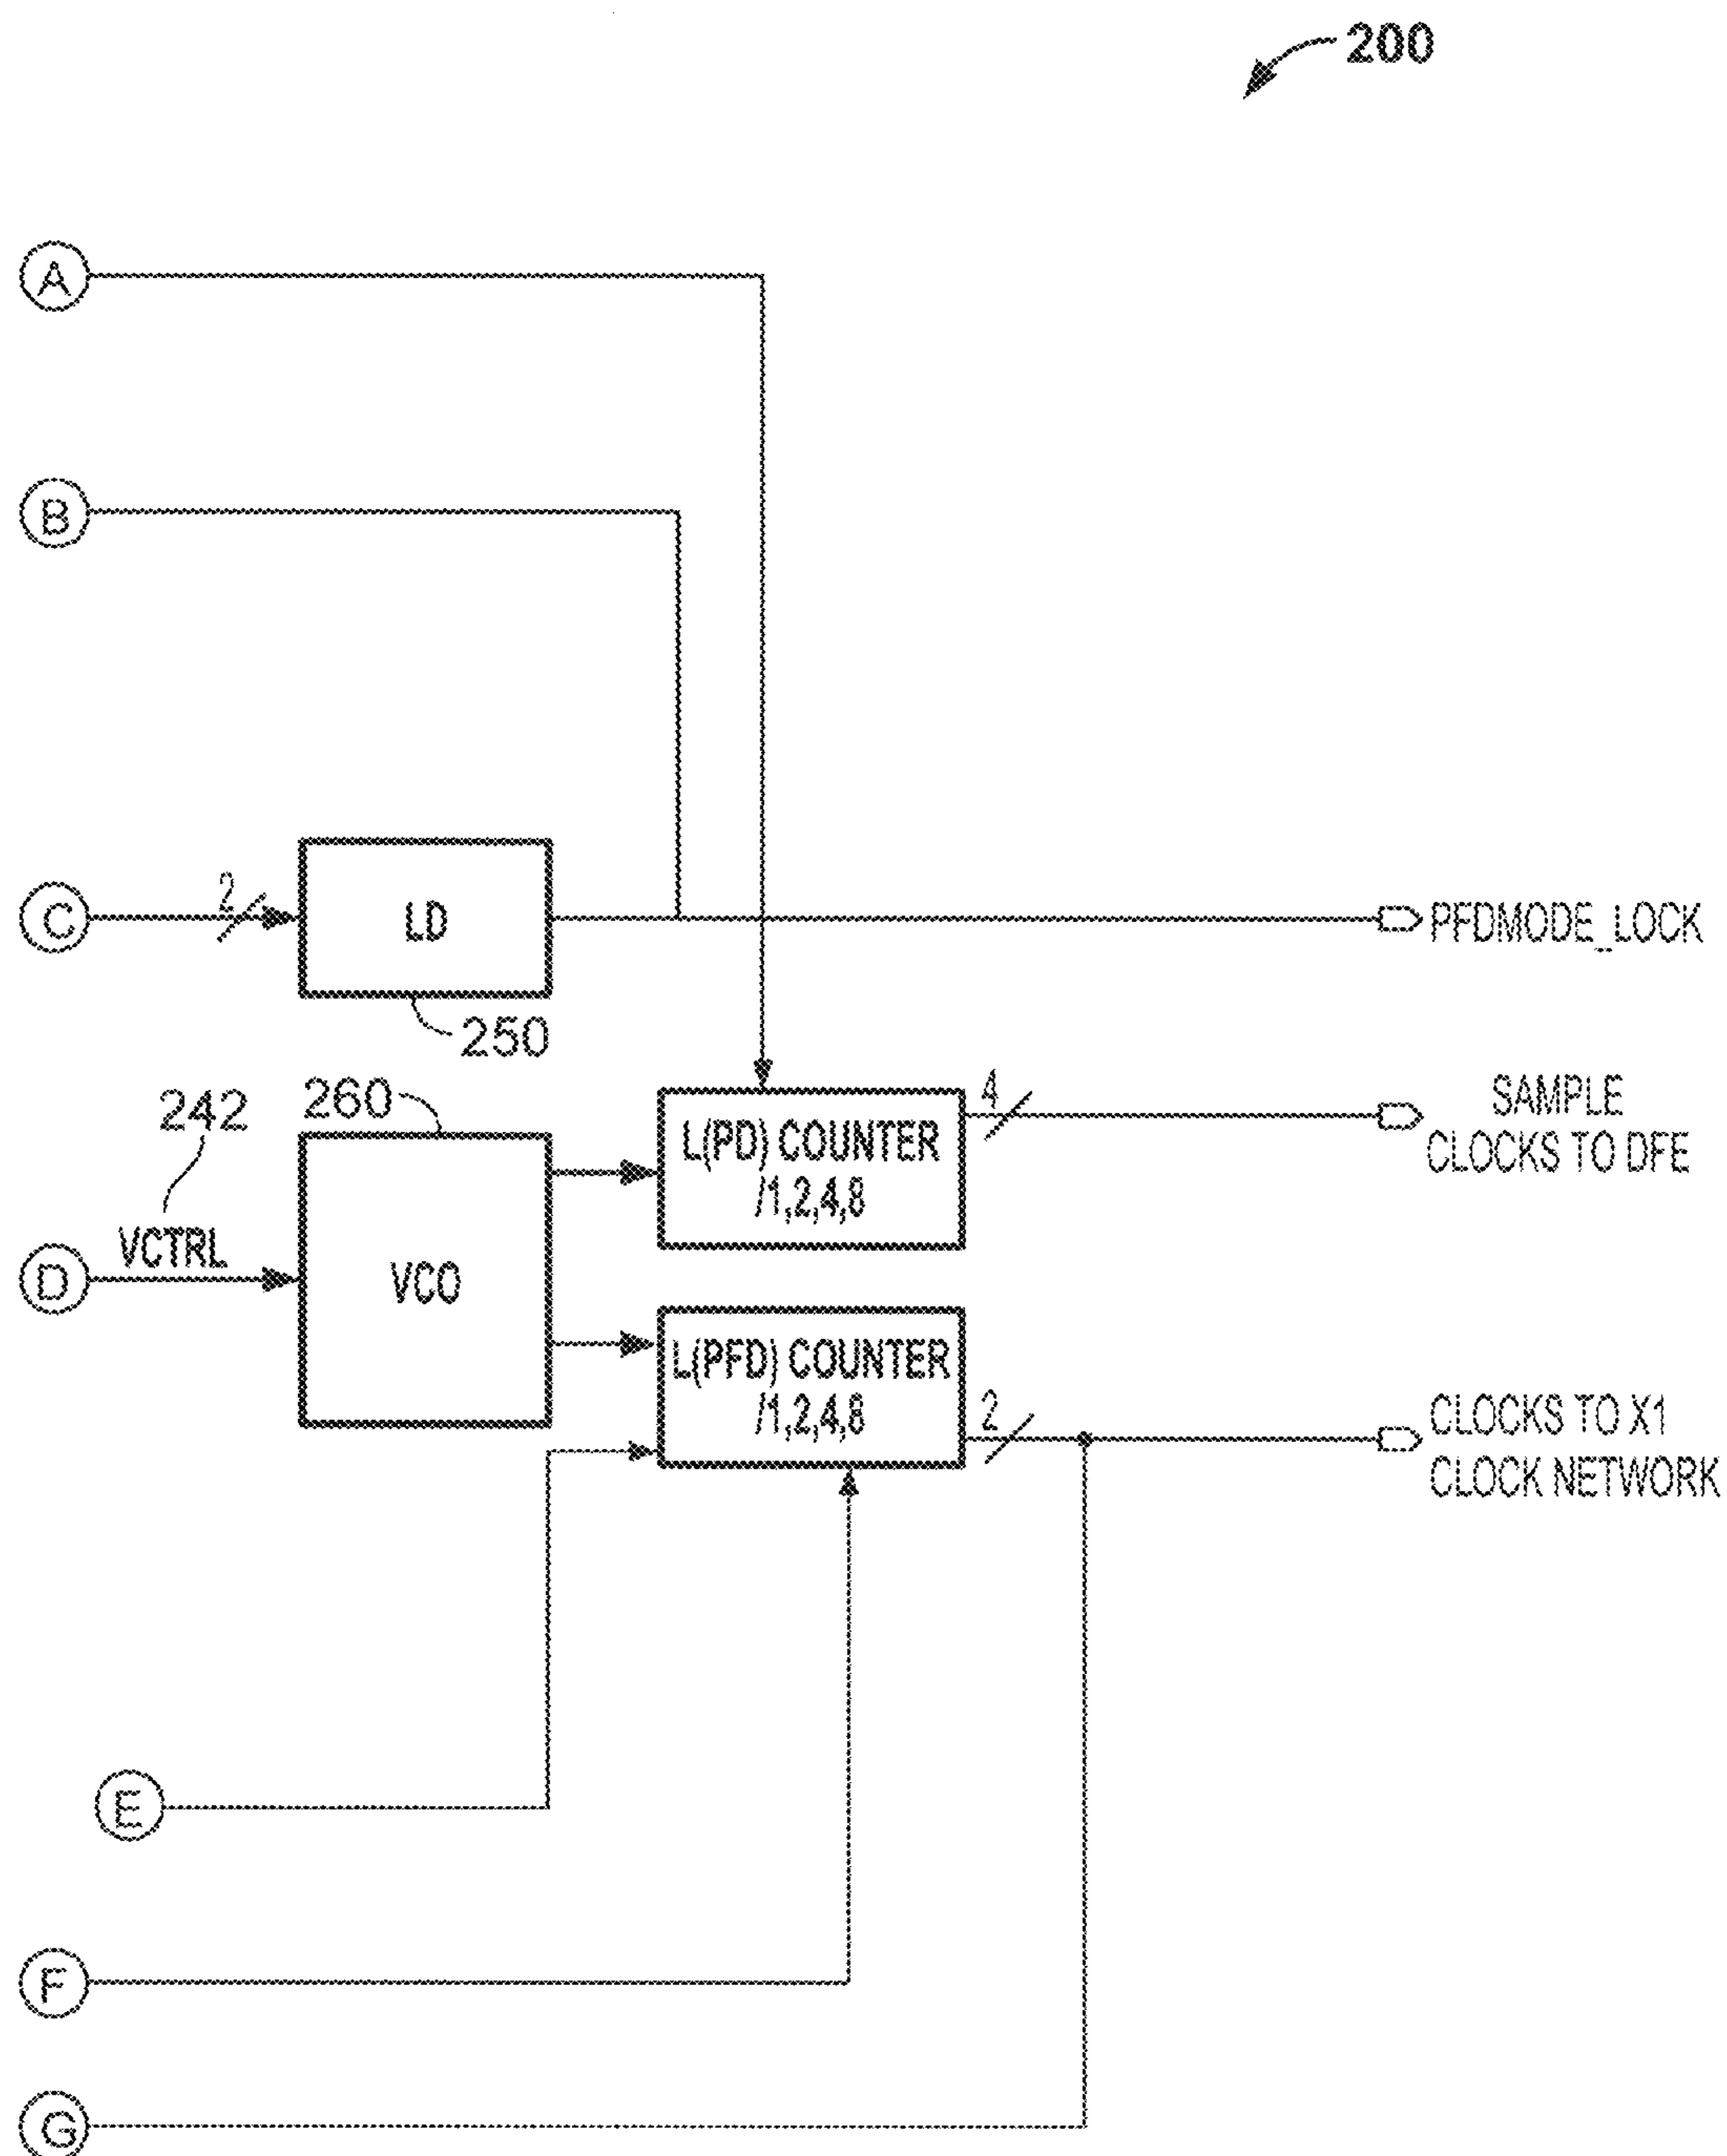 200
A
B
C
2
LD
PFDMODE_LOCK
250
242
260
VCTRL
D
VCO
L(PD) COUNTER
/1,2,4,8
4
SAMPLE
CLOCKS TO DFE
L(PFD) COUNTER
/1,2,4,8
2
CLOCKS TO X1
CLOCK NETWORK
E
F
G